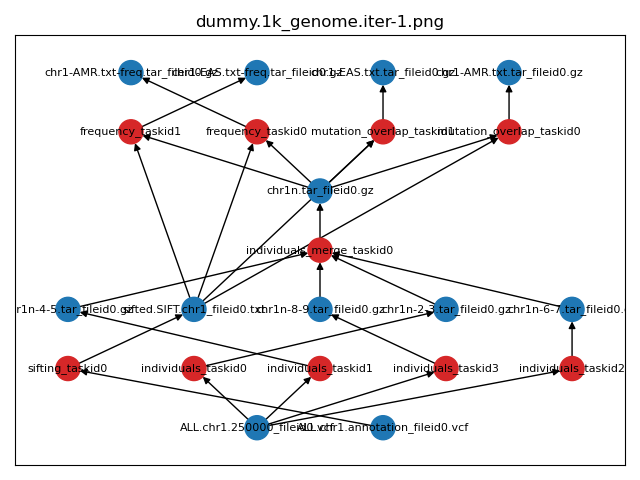 dummy.1k_genome.iter-1.png
chr1-AMR.txt-freq.tar_fileid0.gz
chr1-EAS.txt-freq.tar_fileid0.gz
chr1-EAS.txt.tar_fileid0.gz
chr1-AMR.txt.tar_fileid0.gz
frequency_taskid1
frequency_taskid0
mutation_overlap_taskid1
mutation_overlap_taskid0
chr1n.tar_fileid0.gz
individuals_merge_taskid0
chr1n-4-5.tar_fileid0.gz
sifted.SIFT.chr1_fileid0.txt
chr1n-8-9.tar_fileid0.gz
chr1n-2-3.tar_fileid0.gz
chr1n-6-7.tar_fileid0.
sifting_taskid0
individuals_taskid0
individuals_taskid1
individuals_taskid3
individuals_taskid2
ALL.chr1.250000_fileid0.vcf
ALL.chr1.annotation_fileid0.vcf